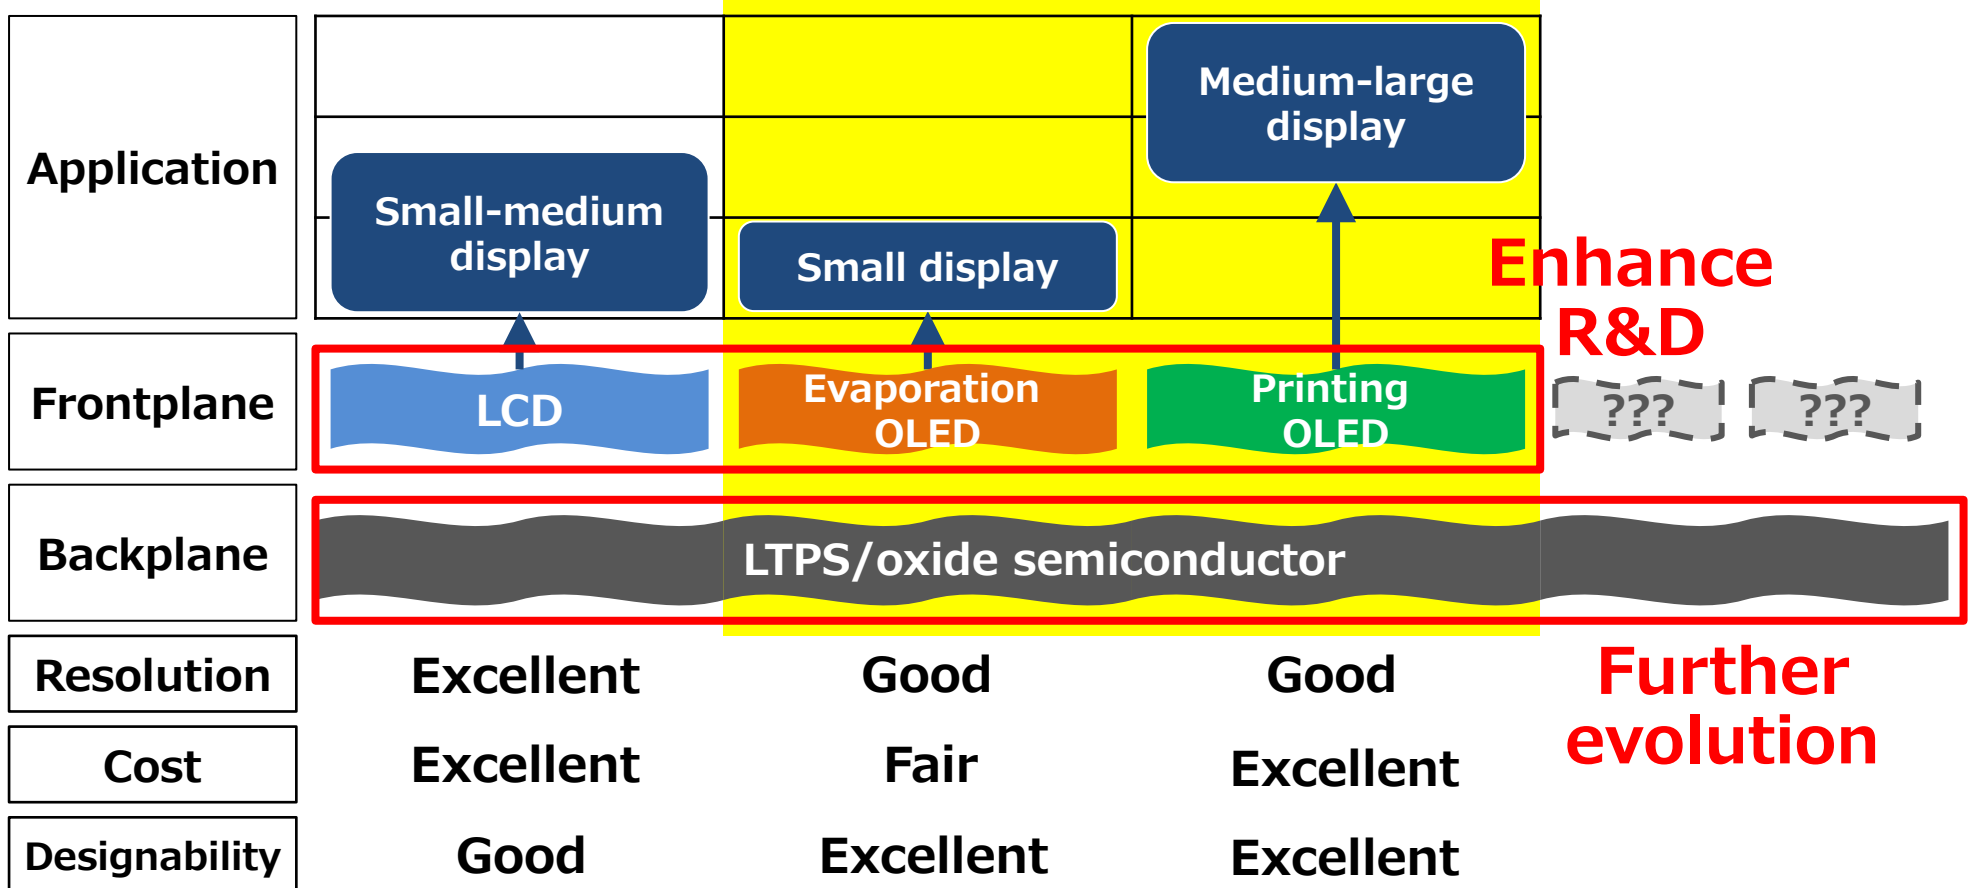 Application
Small-medium
display
Small display
Medium-large
display
Enhance
R&D
Frontplane
LCD
Evaporation
OLED
Printing
OLED
???
???
Backplane
LTPS/oxide semiconductor
Resolution
Excellent
Good
Good
Further
evolution
Cost
Excellent
Fair
Excellent
Designability
Good
Excellent
Excellent